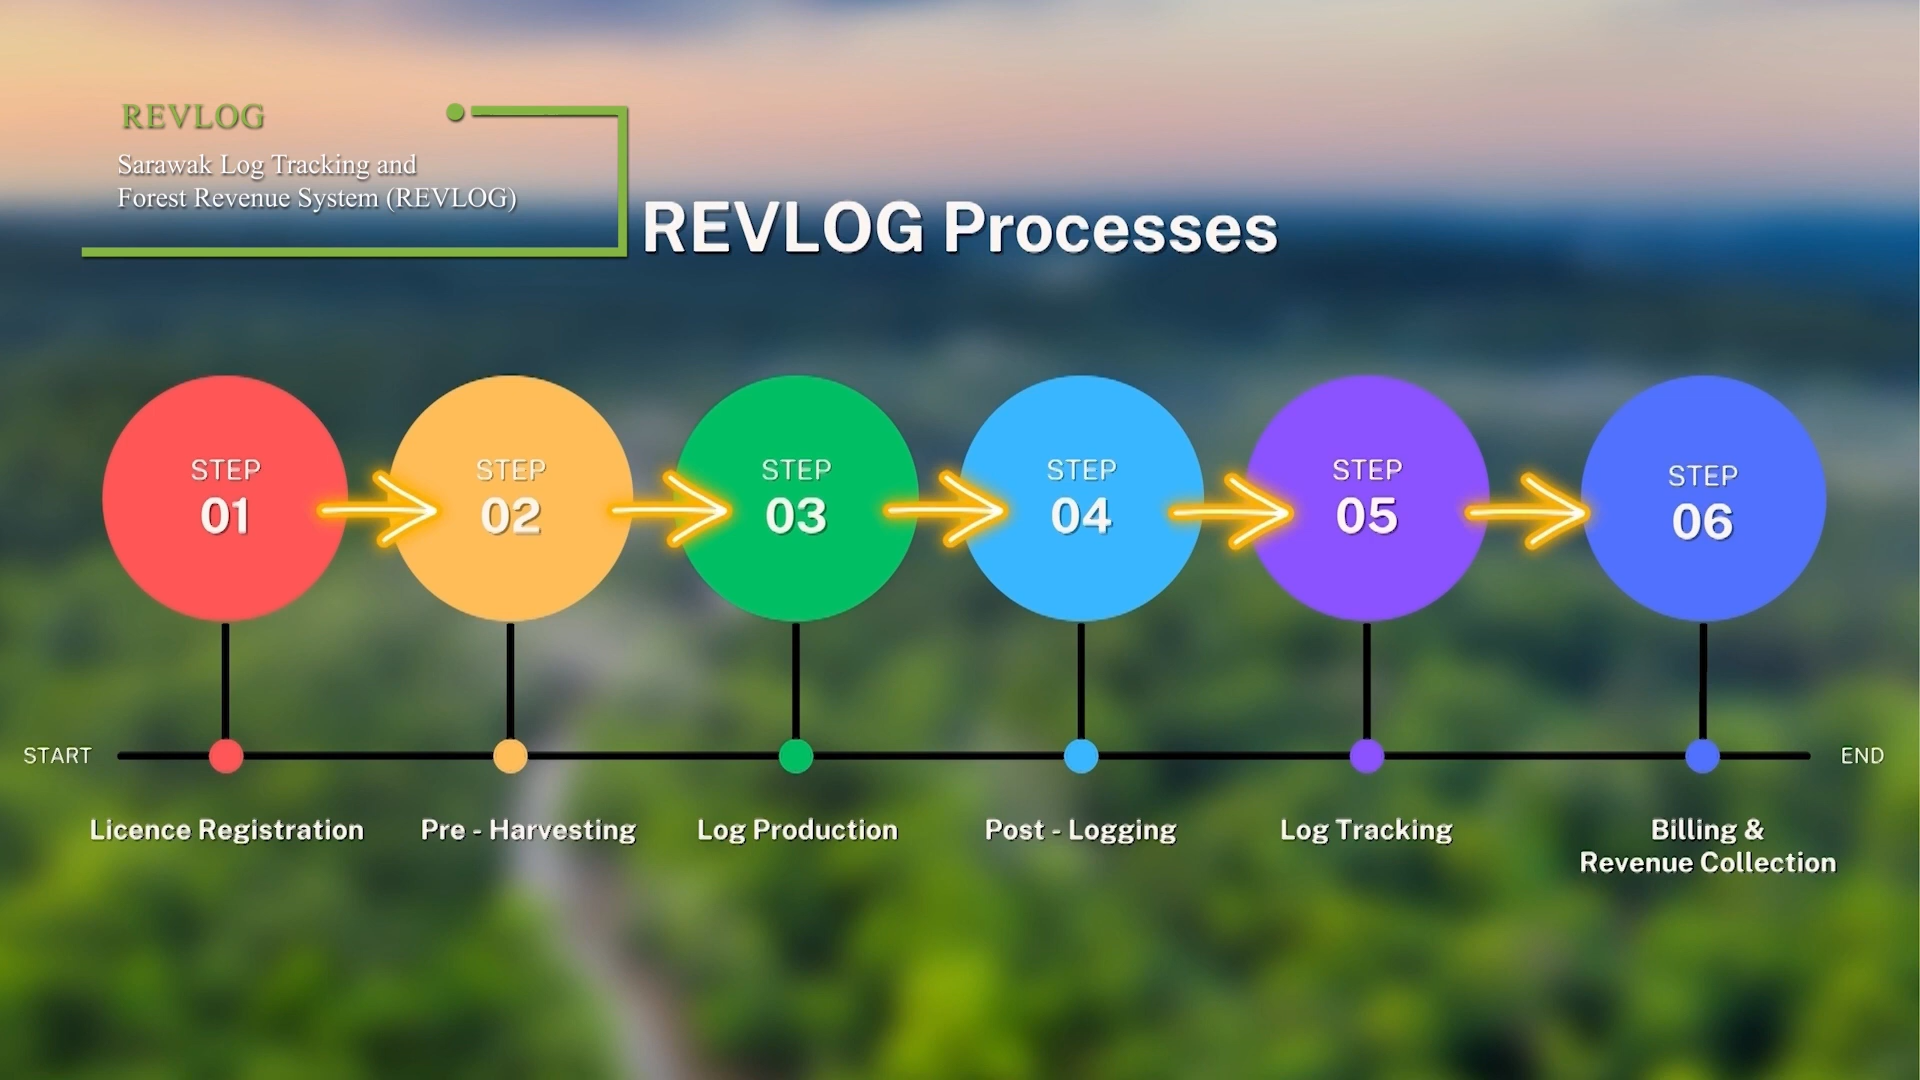 REVLOG
Sarawak Log Tracking and
Forest Revenue System (REVLOG)
REVLOG Processes
STEP
01
STEP
02
STEP
03
STEP
04
STEP
05
STEP
06
START
END
Licence Registration
Pre - Harvesting
Log Production
Post - Logging
Log Tracking
Billing &
Revenue Collection